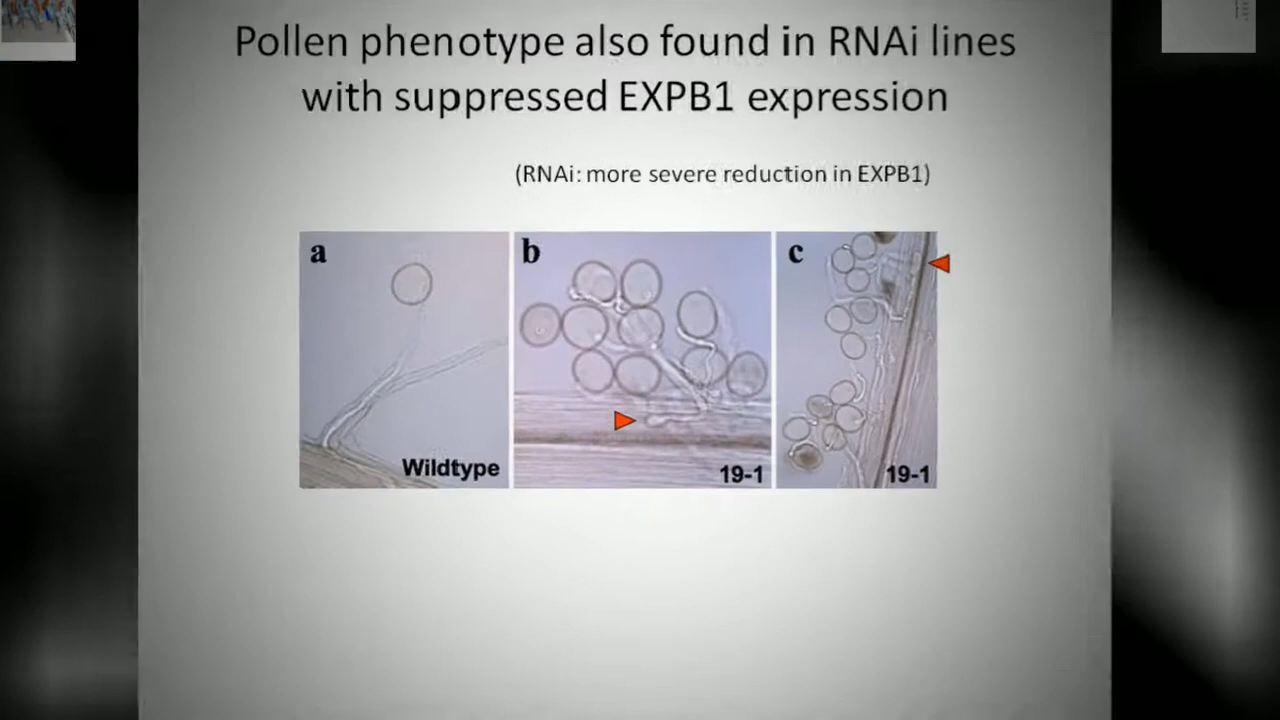 Pollen phenotype also found in RNAi lines
with suppressed EXPB1 expression
(RNAi: more severe reduction in EXPB1)
a
b
c
Wildtype
19-1
19-1